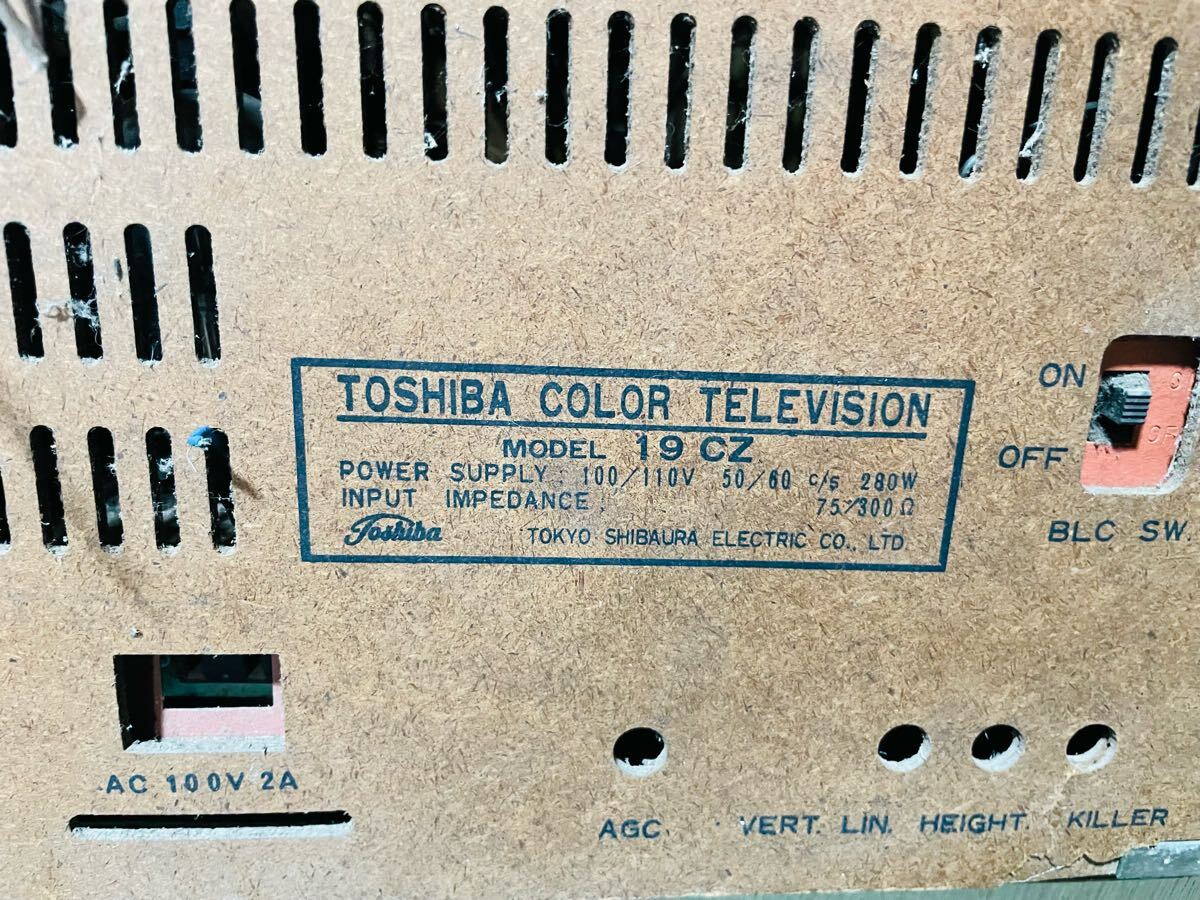 TOSHIBA COLOR TELEVISION
MODEL 19 CZ
POWER SUPPLY : 100/110V 50/60 c/s 280W
INPUT IMPEDANCE : 75/300Ω
Toshiba TOKYO SHIBAURA ELECTRIC CO., LTD
ON
OFF
BLC SW.
AC 100V 2A
AGC. VERT. LIN. HEIGHT. KILLER